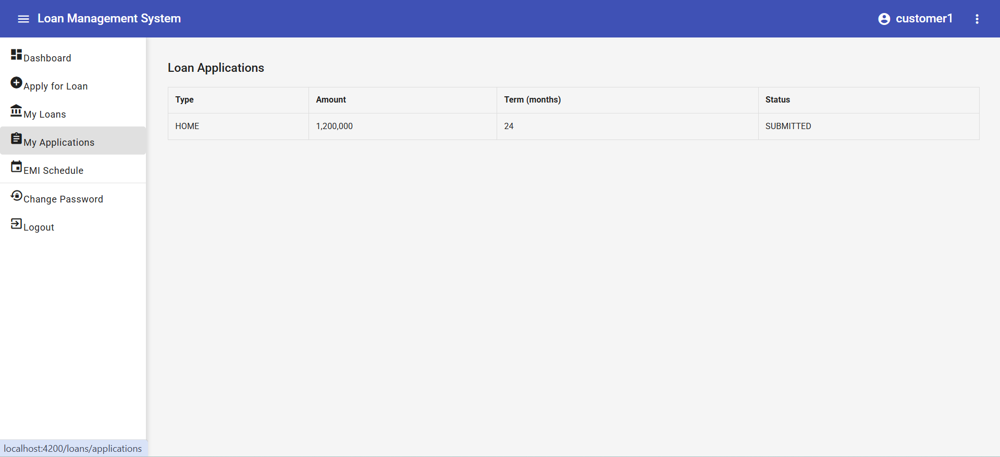 Loan Management System
customer1
Dashboard
Apply for Loan
My Loans
My Applications
EMI Schedule
Change Password
Logout
Loan Applications
Type Amount Term (months) Status
HOME 1,200,000 24 SUBMITTED
localhost:4200/loans/applications